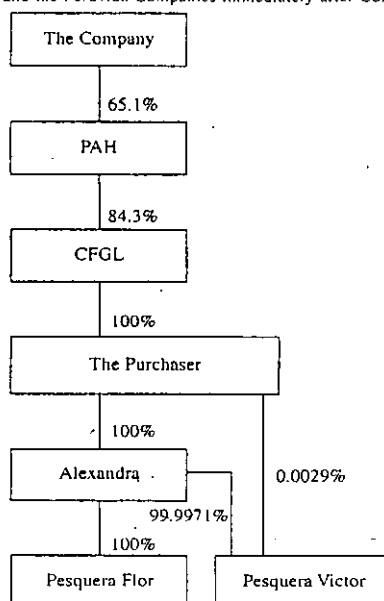 The Company
65.1%
PAH
84.3%
CFGL
100%
The Purchaser
100%
Alexandra
0.0029%
99.9971%
100%
Pesquera Flor
Pesquera Victor